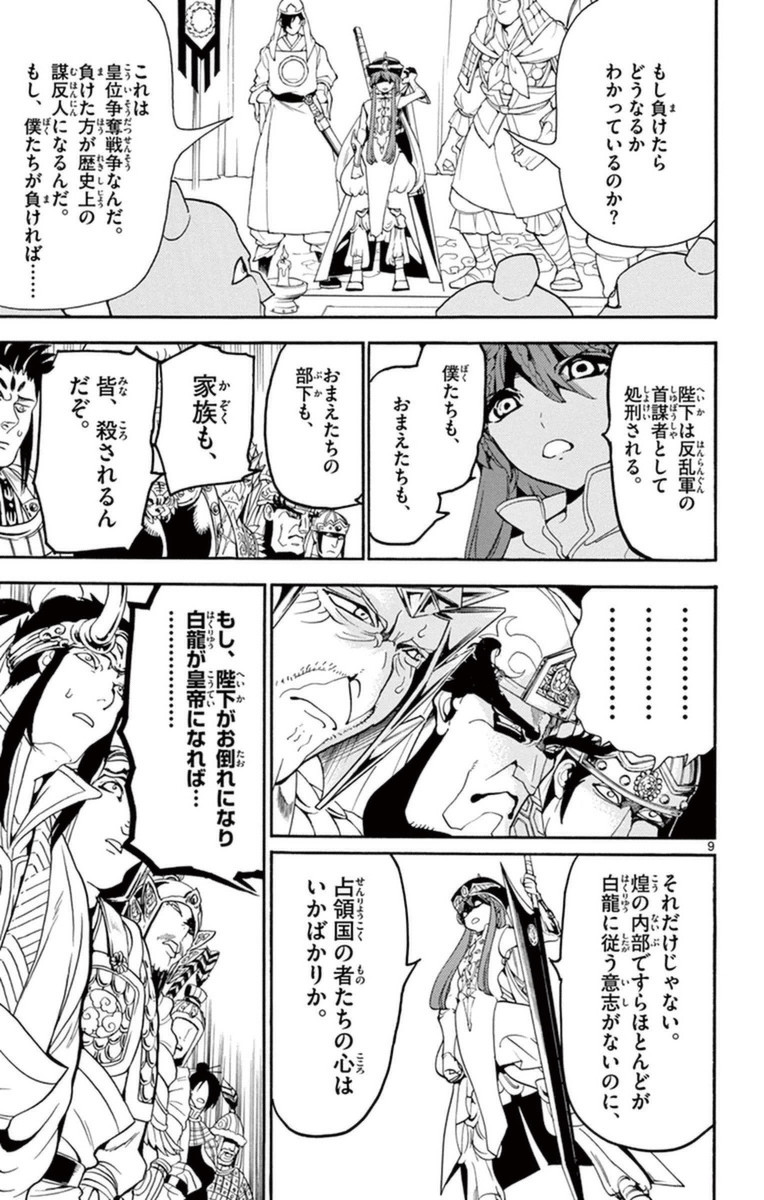 もし負けたら
どうなるか
わかっているのか?
これは
皇位争奪戦争なんだ。
負けた方が歴史上の
謀反人になるんだ。
もし、僕たちが
負ければ……
陛下は反乱軍の
首謀者として
処刑される。
僕たちも、
おまえたちも、
おまえたちの
部下も、
家族も、
皆、殺されるん
だぞ。
………
………
………
もし、陛下がお倒れになり
白龍が皇帝になれば…
………………
9
それだけじゃない。
煌の内部ですらほとんどが
白龍に従う意志がないのに、
占領国の者たちの心は
いかばかりか。